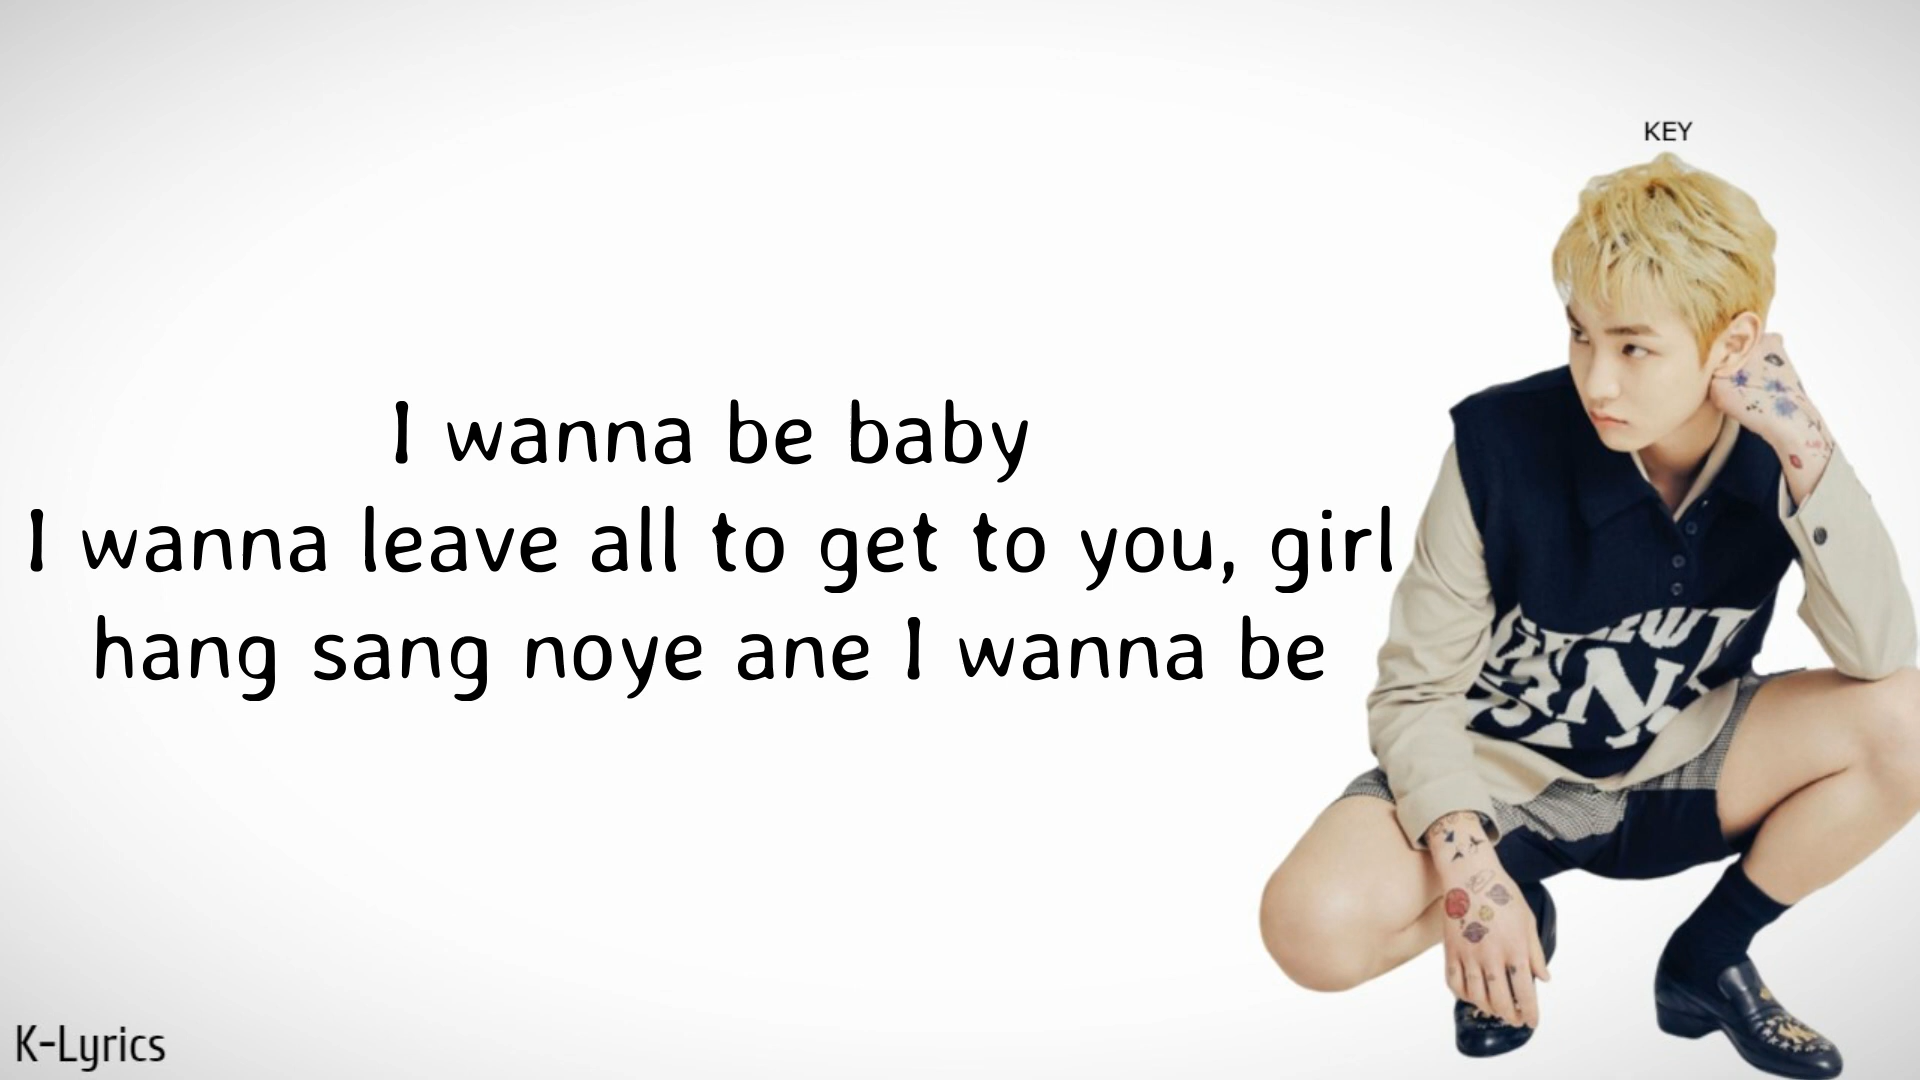 KEY
I wanna be baby
I wanna leave all to get to you, girl
hang sang noye ane I wanna be
K-Lyrics